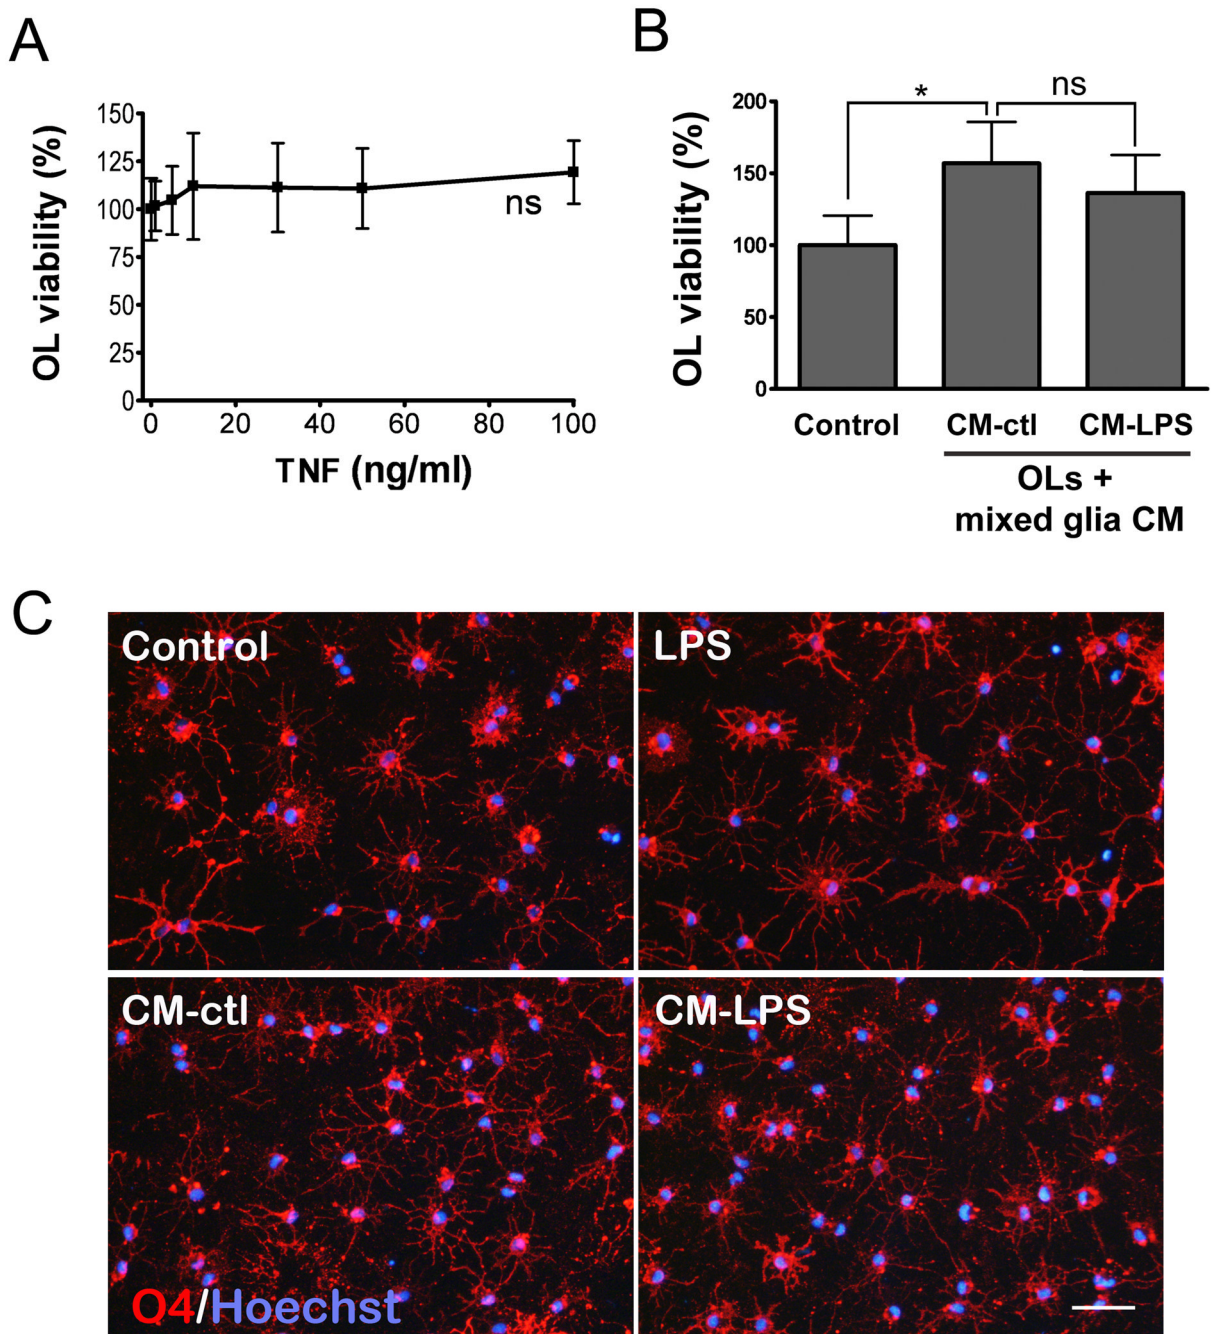 A
OL viability (%)
150
125
100
75
50
25
0
ns
0 20 40 60 80 100
TNF (ng/ml)
B
OL viability (%)
200
150
100
50
0
* ns
Control CM-ctl CM-LPS
OLs +
mixed glia CM
C
Control
LPS
CM-ctl
CM-LPS
O4/Hoechst